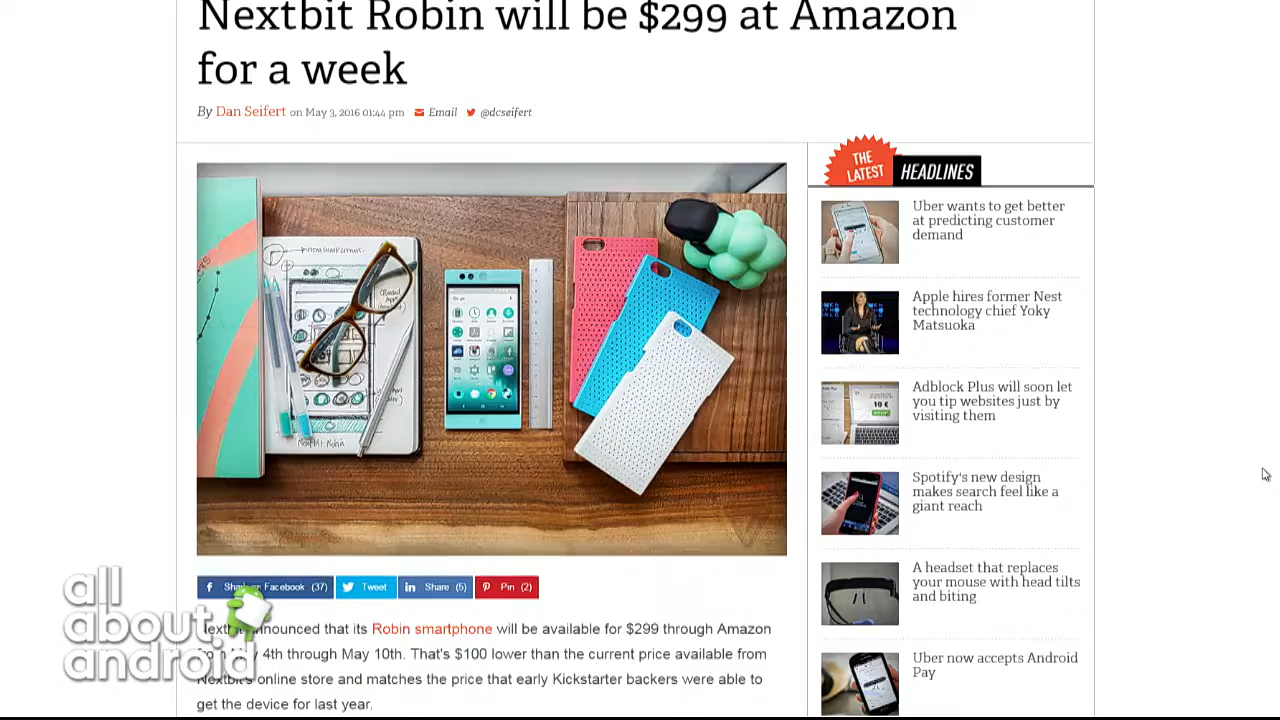 Nextbit Robin will be $299 at Amazon
for a week
By Dan Seifert on May 3, 2016 01:44 pm Email @dcseifert
THE
LATEST
HEADLINES
Uber wants to get better
at predicting customer
demand
Apple hires former Nest
technology chief Yoky
Matsuoka
Adblock Plus will soon let
you tip websites just by
visiting them
Spotify's new design
makes search feel like a
giant reach
A headset that replaces
your mouse with head tilts
and biting
Uber now accepts Android
Pay
Share on Facebook (37) Tweet Share (5) Pin (2)
announced that its Robin smartphone will be available for $299 through Amazon
4th through May 10th. That's $100 lower than the current price available from
Nextbit's online store and matches the price that early Kickstarter backers were able to
get the device for last year.
all
about
android